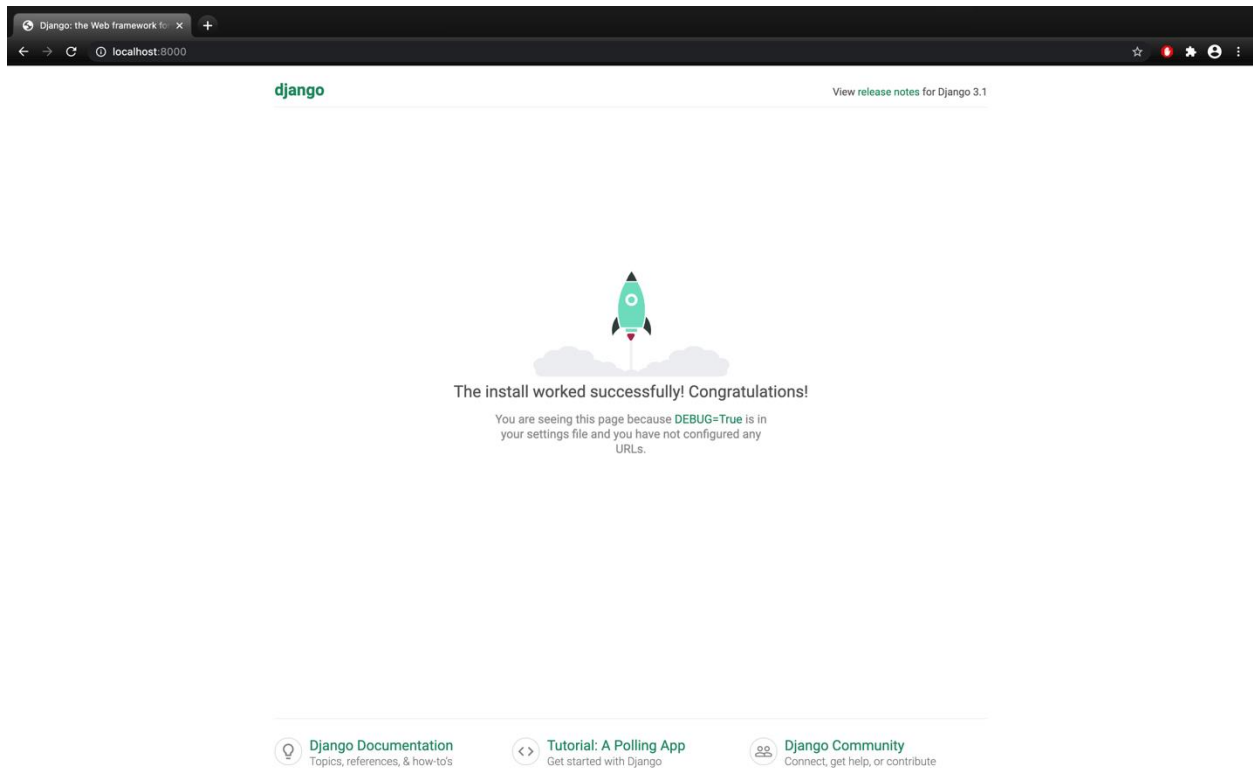 Django: the Web framework fo
localhost:8000
django
View release notes for Django 3.1
The install worked successfully! Congratulations!
You are seeing this page because DEBUG=True is in
your settings file and you have not configured any
URLs.
Django Documentation
Topics, references, & how-to's
Tutorial: A Polling App
Get started with Django
Django Community
Connect, get help, or contribute